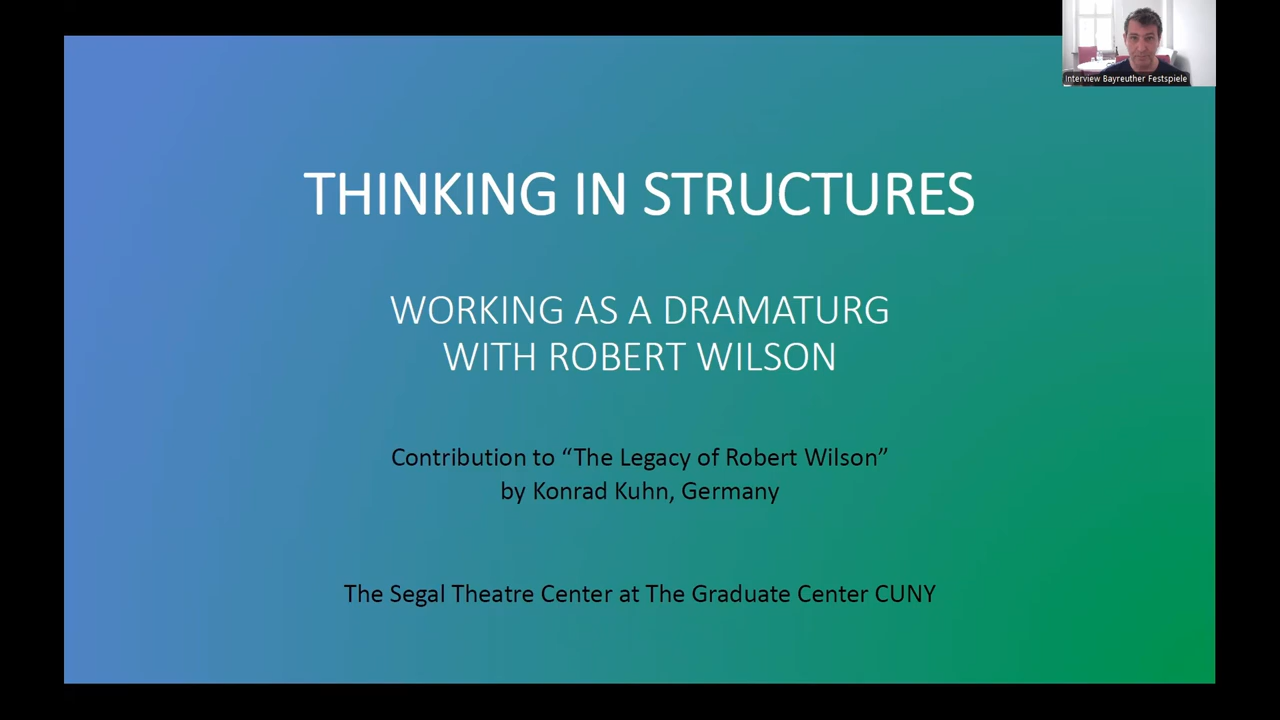 Interview Bayreuther Festspiele
THINKING IN STRUCTURES
WORKING AS A DRAMATURG
WITH ROBERT WILSON
Contribution to “The Legacy of Robert Wilson”
by Konrad Kuhn, Germany
The Segal Theatre Center at The Graduate Center CUNY